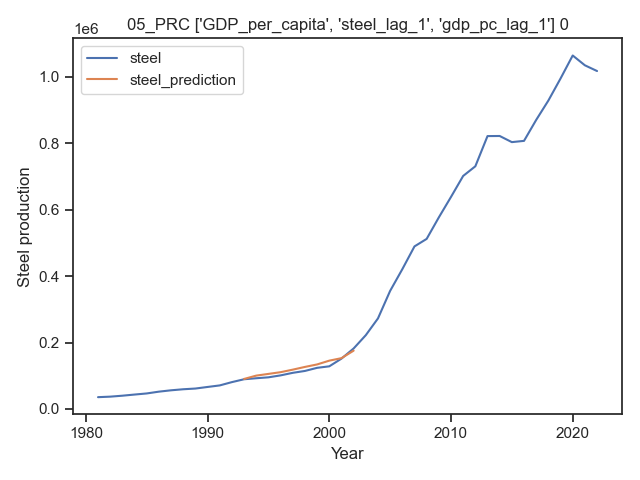 05_PRC ['GDP_per_capita', 'steel_lag_1', 'gdp_pc_lag_1'] 0
1e6
steel
steel_prediction
1.0
0.8
0.6
0.4
0.2
0.0
Steel production
1980
1990
2000
2010
2020
Year